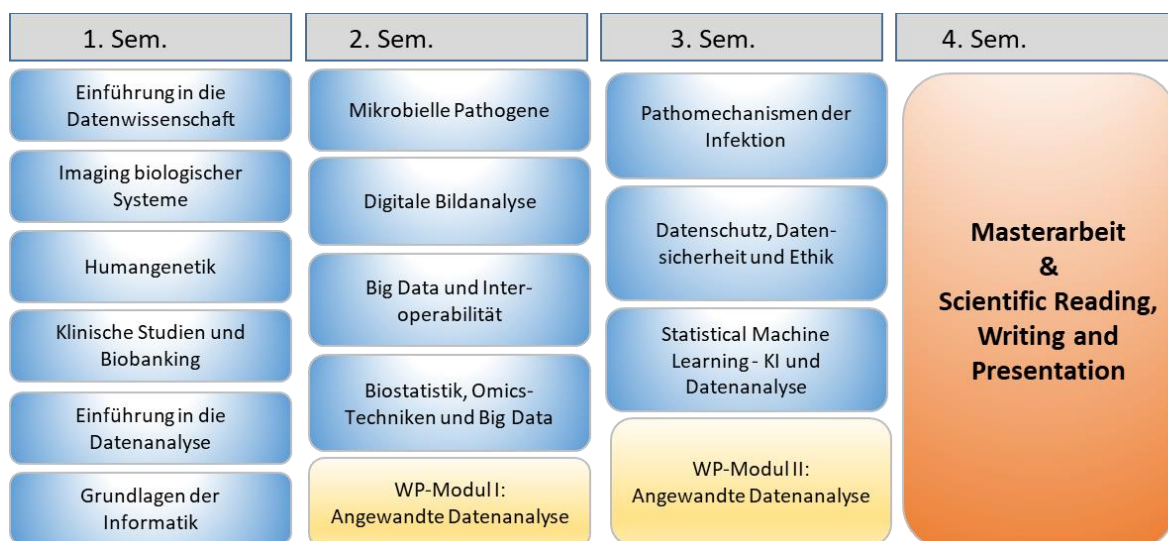 1. Sem.
Einführung in die
Datenwissenschaft
Imaging biologischer
Systeme
Humangenetik
Klinische Studien und
Biobanking
Einführung in die
Datenanalyse
Grundlagen der
Informatik
2. Sem.
Mikrobielle Pathogene
Digitale Bildanalyse
Big Data und Inter-
operabilität
Biostatistik, Omics-
Techniken und Big Data
WP-Modul I:
Angewandte Datenanalyse
3. Sem.
Pathomechanismen der
Infektion
Datenschutz, Daten-
sicherheit und Ethik
Statistical Machine
Learning - KI und
Datenanalyse
WP-Modul II:
Angewandte Datenanalyse
4. Sem.
Masterarbeit
&
Scientific Reading,
Writing and
Presentation